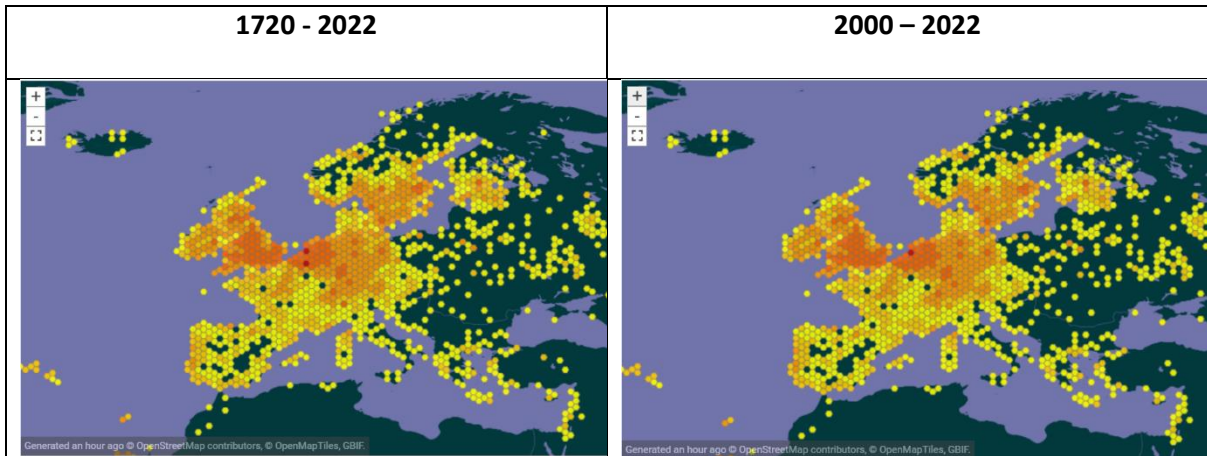 1720 - 2022
2000 – 2022
+
-
+
-
Generated an hour ago © OpenStreetMap contributors, © OpenMapTiles, GBIF.
Generated an hour ago © OpenStreetMap contributors, © OpenMapTiles, GBIF.